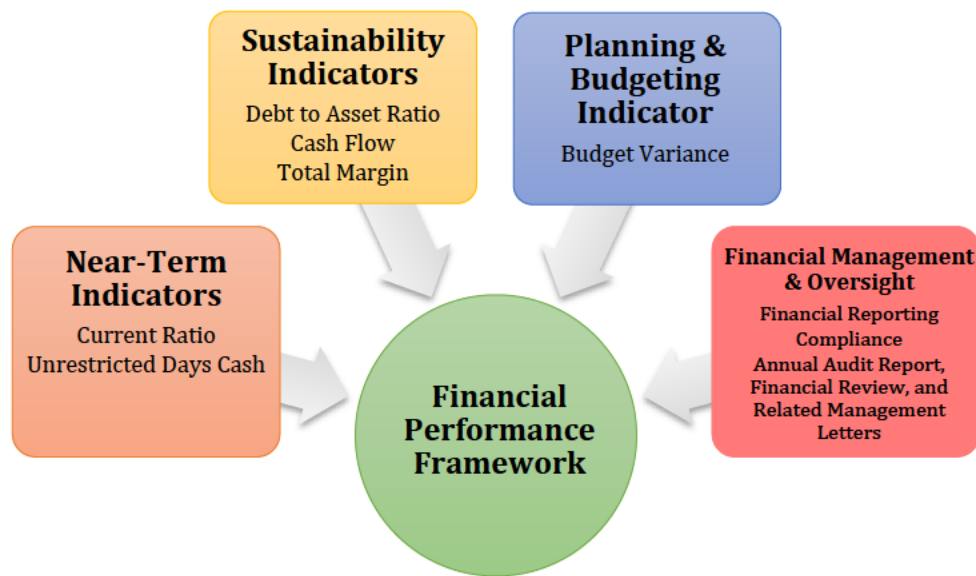 Near-Term
Indicators
Current Ratio
Unrestricted Days Cash
Sustainability
Indicators
Debt to Asset Ratio
Cash Flow
Total Margin
Planning &
Budgeting
Indicator
Budget Variance
Financial Management
& Oversight
Financial Reporting
Compliance
Annual Audit Report,
Financial Review, and
Related Management
Letters
Financial
Performance
Framework